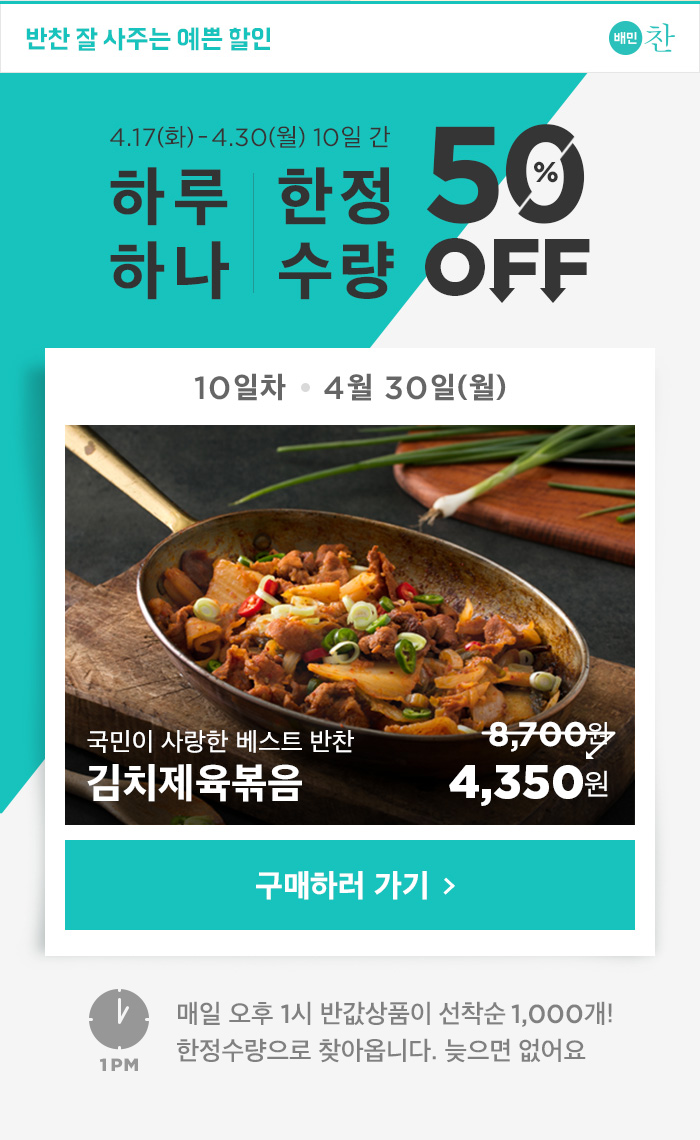 반찬 잘 사주는 예쁜 할인
배민 찬
4.17(화)-4.30(월) 10일 간
하루 한정
하나 수량
50%
OFF
10일차 • 4월 30일(월)
국민이 사랑한 베스트 반찬
김치제육볶음
8,700원
4,350원
구매하러 가기 >
1PM
매일 오후 1시 반값상품이 선착순 1,000개!
한정수량으로 찾아옵니다. 늦으면 없어요